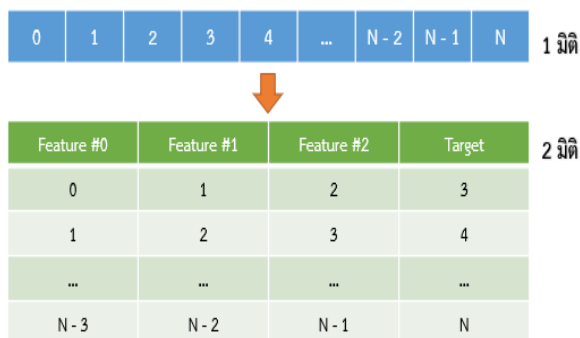 0 1 2 3 4 ... N - 2 N - 1 N 1 มิติ
Feature #0 Feature #1 Feature #2 Target 2 มิติ
0 1 2 3
1 2 3 4
... ... ... ...
N - 3 N - 2 N - 1 N